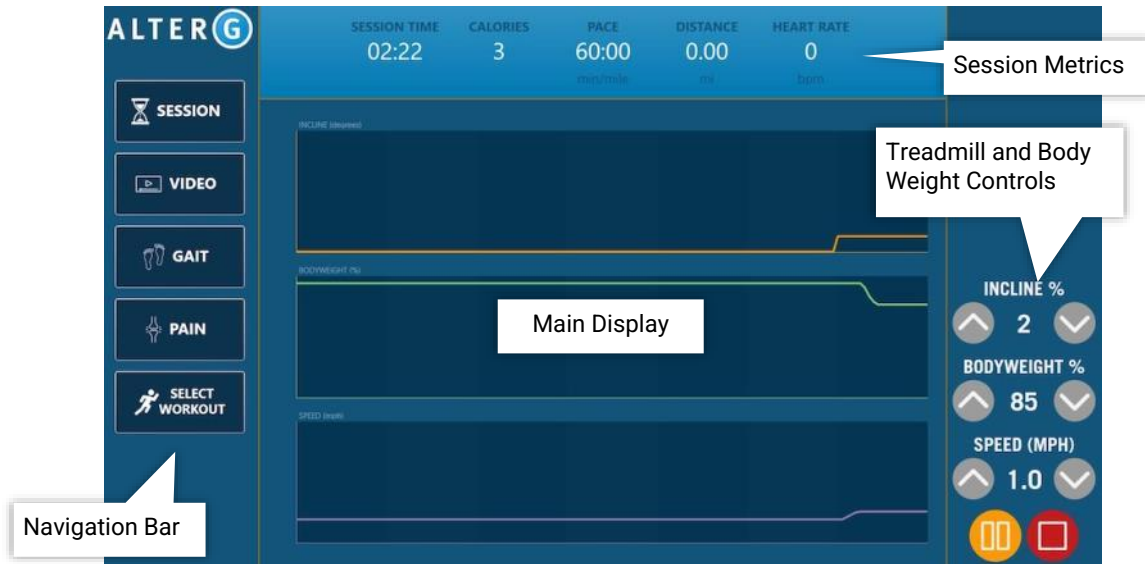 ALTERG
SESSION TIME
02:22
CALORIES
3
PACE
60:00
min/mile
DISTANCE
0.00
mi
HEART RATE
0
bpm
Session Metrics
SESSION
VIDEO
GAIT
PAIN
SELECT
WORKOUT
Navigation Bar
INCLINE (degrees)
BODYWEIGHT (%)
Main Display
SPEED (mph)
Treadmill and Body
Weight Controls
INCLINE %
2
BODYWEIGHT %
85
SPEED (MPH)
1.0